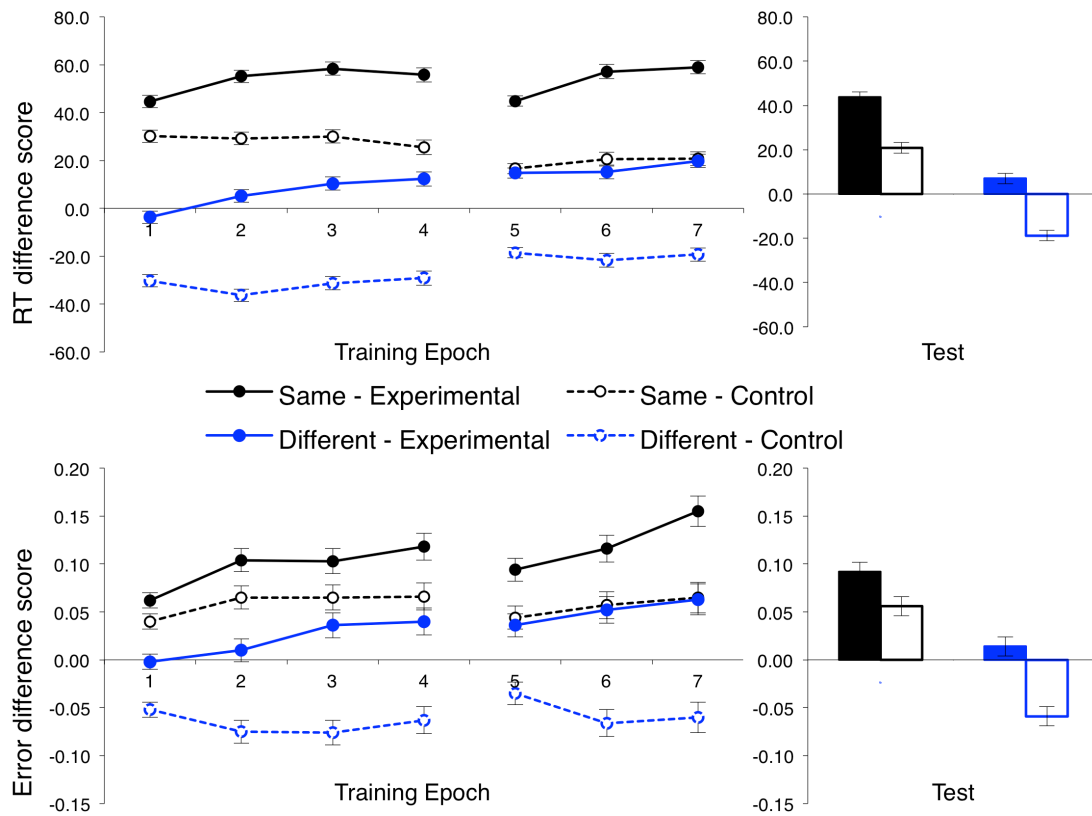 80.0
60.0
40.0
20.0
0.0
-20.0
-40.0
-60.0
RT difference score
1 2 3 4 5 6 7
Training Epoch
80.0
60.0
40.0
20.0
0.0
-20.0
-40.0
-60.0
Test
Same - Experimental
Same - Control
Different - Experimental
Different - Control
0.20
0.15
0.10
0.05
0.00
-0.05
-0.10
-0.15
Error difference score
1 2 3 4 5 6 7
Training Epoch
0.20
0.15
0.10
0.05
0.00
-0.05
-0.10
-0.15
Test